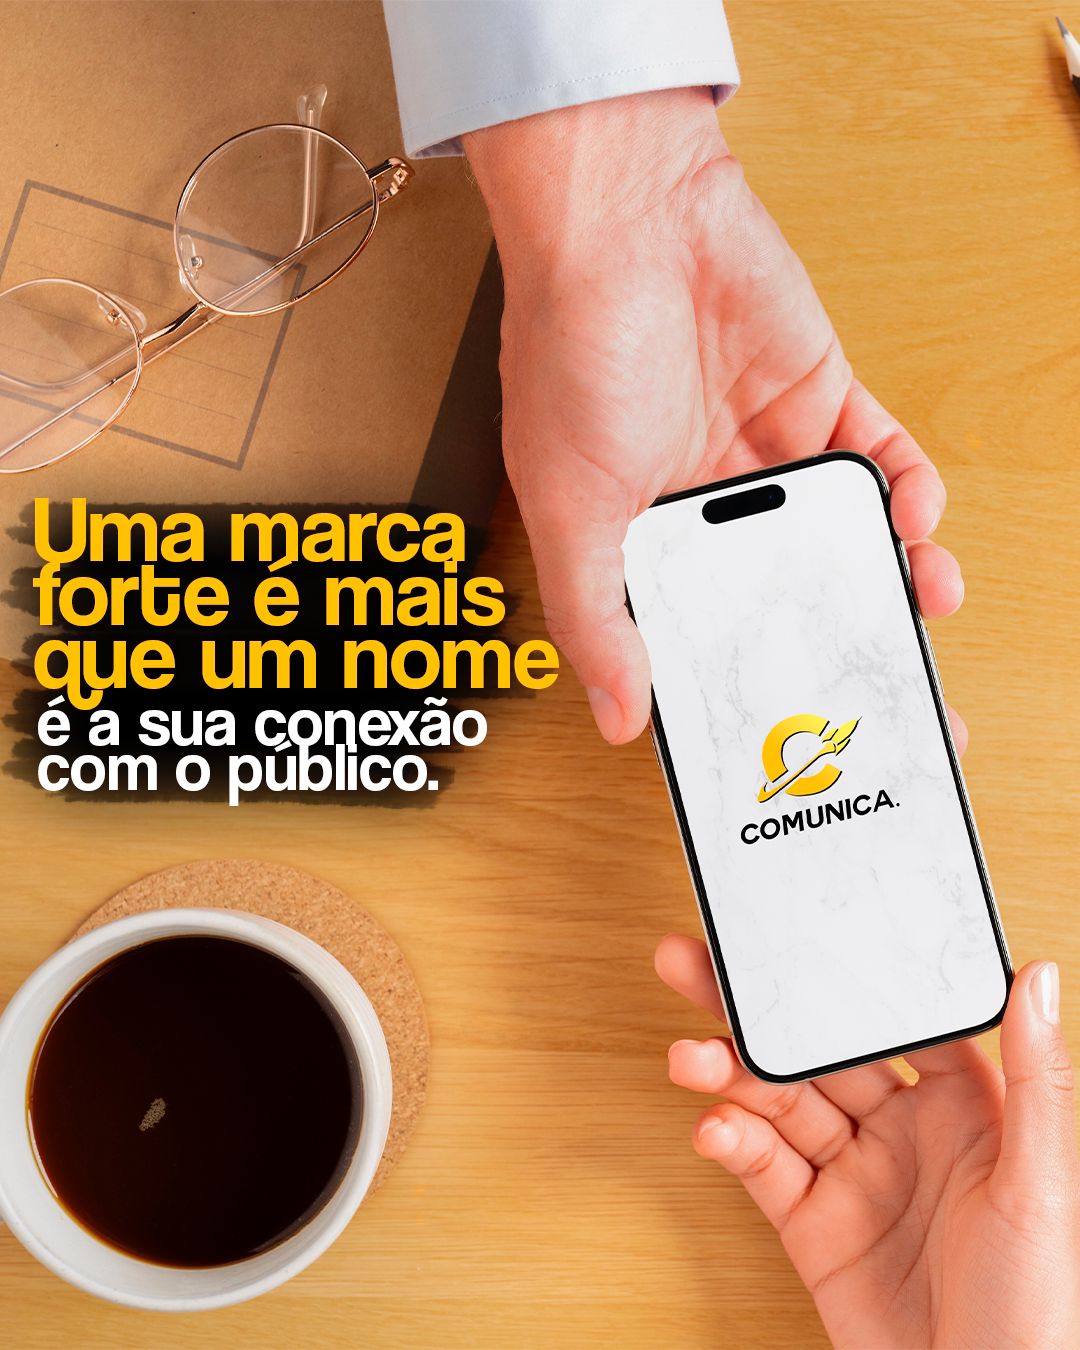 Uma marca
forte é mais
que um nome
é a sua conexão
com o público.
COMUNICA.